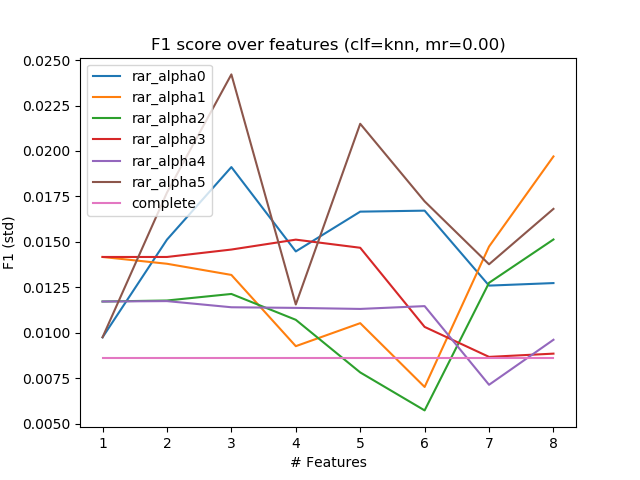 F1 score over features (clf=knn, mr=0.00)
0.0250
0.0225
0.0200
0.0175
0.0150
0.0125
0.0100
0.0075
0.0050
F1 (std)
rar_alpha0
rar_alpha1
rar_alpha2
rar_alpha3
rar_alpha4
rar_alpha5
complete
1 2 3 4 5 6 7 8
# Features